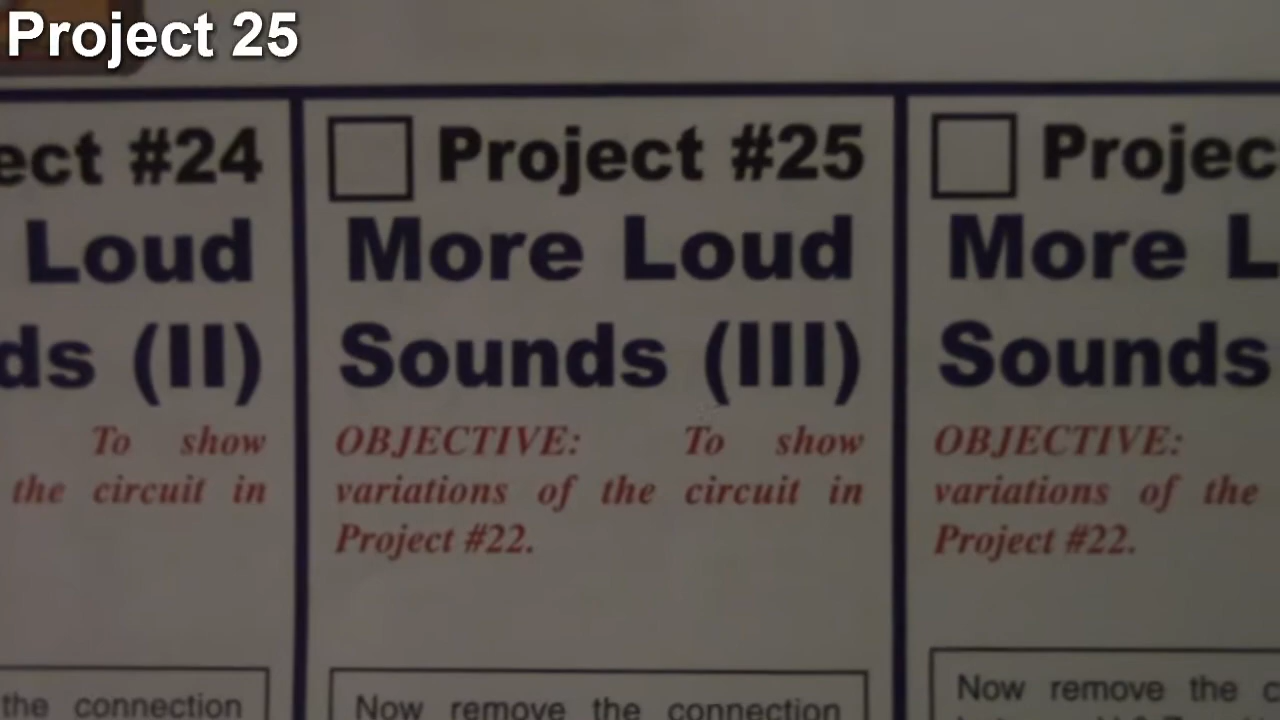 Project 25
ect #24
Loud
ds (II)
To show
the circuit in
the connection
Project #25
More Loud
Sounds (III)
OBJECTIVE: To show
variations of the circuit in
Project #22.
Now remove the connection
Projec
More L
Sounds
OBJECTIVE:
variations of the
Project #22.
Now remove the c